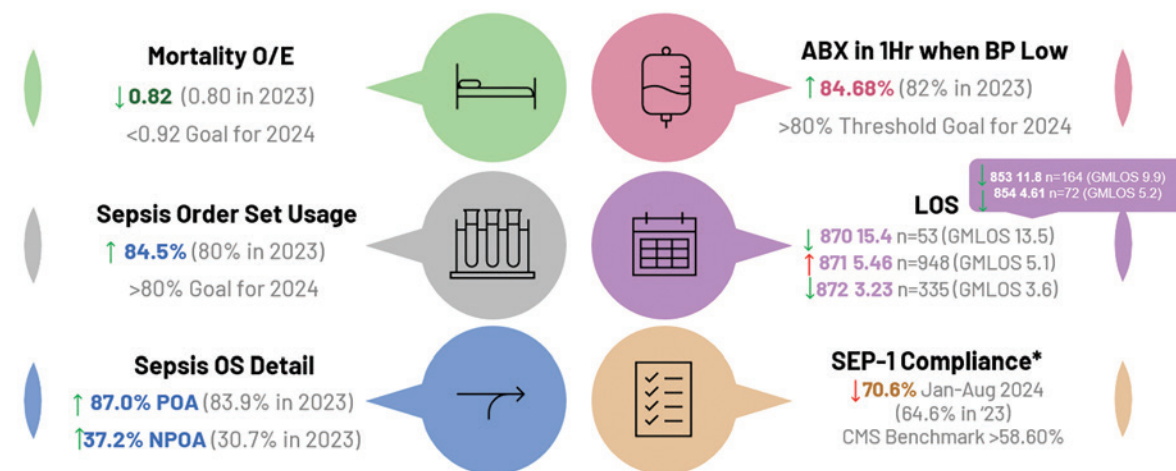 Mortality O/E
↓0.82 (0.80 in 2023)
<0.92 Goal for 2024
ABX in 1Hr when BP Low
↑ 84.68% (82% in 2023)
>80% Threshold Goal for 2024
Sepsis Order Set Usage
↑ 84.5% (80% in 2023)
>80% Goal for 2024
↓ 853 11.8 n=164 (GMLOS 9.9)
↓ 854 4.61 n=72 (GMLOS 5.2)
LOS
↓ 870 15.4 n=53 (GMLOS 13.5)
↑ 871 5.46 n=948 (GMLOS 5.1)
↓ 872 3.23 n=335 (GMLOS 3.6)
Sepsis OS Detail
↑ 87.0% POA (83.9% in 2023)
↑37.2% NPOA (30.7% in 2023)
SEP-1 Compliance*
↓70.6% Jan-Aug 2024
(64.6% in ‘23)
CMS Benchmark >58.60%